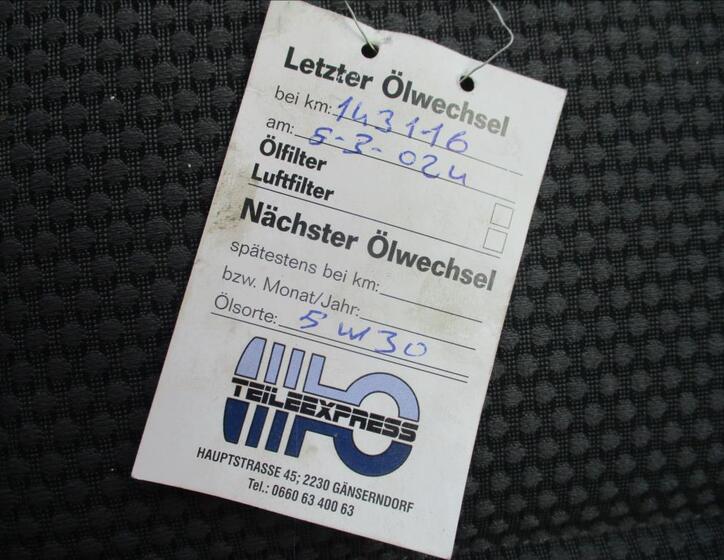 Letzter Ölwechsel
bei km: 143116
am: 5-3-024
Ölfilter
Luftfilter
Nächster Ölwechsel
spätestens bei km:
bzw. Monat/Jahr:
Ölsorte: 5W30
TEILEEXPRESS
HAUPTSTRASSE 45; 2230 GÄNSERNDORF
Tel.: 0660 63 400 63